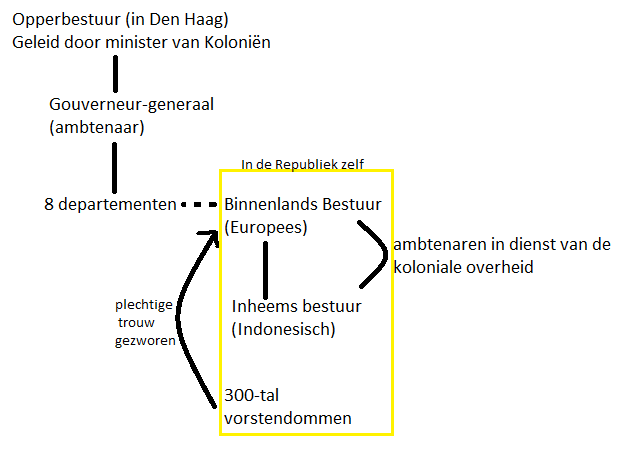 Opperbestuur (in Den Haag)
Geleid door minister van Koloniën
Gouverneur-generaal
(ambtenaar)
In de Republiek zelf
8 departementen
Binnenlands Bestuur
(Europees)
ambtenaren in dienst van de
koloniale overheid
plechtige
trouw
gezworen
Inheems bestuur
(Indonesisch)
300-tal
vorstendommen